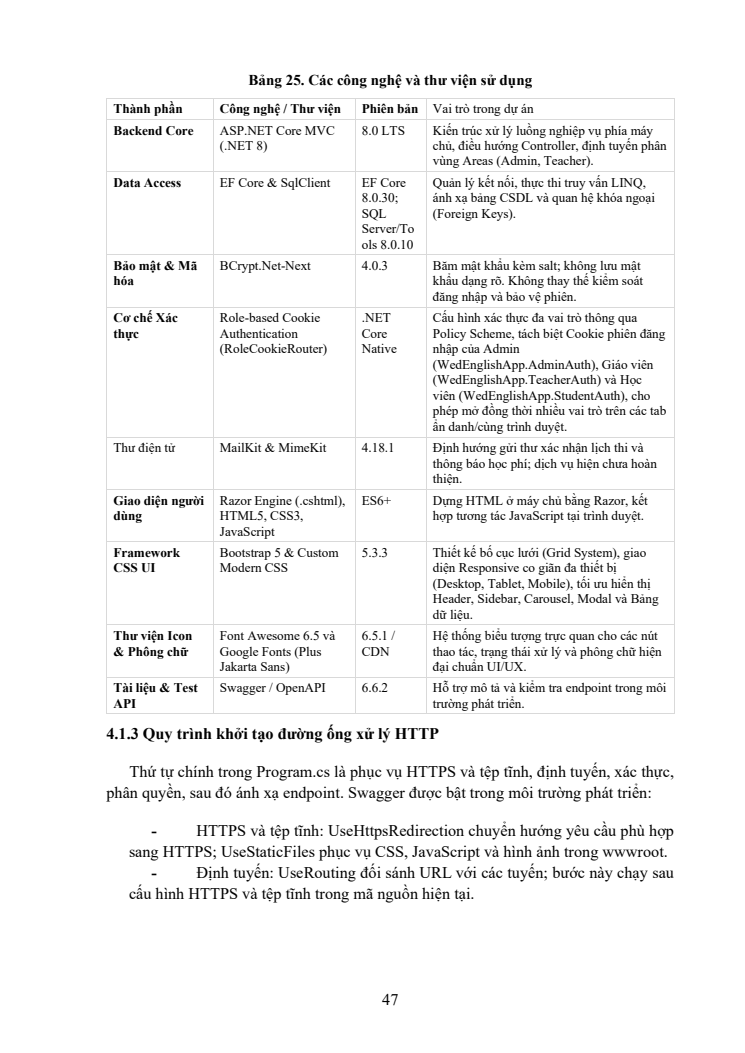 Bảng 25. Các công nghệ và thư viện sử dụng
Thành phần Công nghệ / Thư viện Phiên bản Vai trò trong dự án
Backend Core ASP.NET Core MVC 8.0 LTS Kiến trúc xử lý luồng nghiệp vụ phía máy
(.NET 8) chủ, điều hướng Controller, định tuyến phân
vùng Areas (Admin, Teacher).
Data Access EF Core & SqlClient EF Core Quản lý kết nối, thực thi truy vấn LINQ,
8.0.30; ánh xạ bảng CSDL và quan hệ khóa ngoại
SQL (Foreign Keys).
Server/To
ols 8.0.10
Bảo mật & Mã BCrypt.Net-Next 4.0.3 Băm mật khẩu kèm salt; không lưu mật
hóa khẩu dạng rõ. Không thay thế kiểm soát
đăng nhập và bảo vệ phiên.
Cơ chế Xác Role-based Cookie .NET Cấu hình xác thực đa vai trò thông qua
thực Authentication Core Policy Scheme, tách biệt Cookie phiên đăng
(RoleCookieRouter) Native nhập của Admin
(WedEnglishApp.AdminAuth), Giáo viên
(WedEnglishApp.TeacherAuth) và Học
viên (WedEnglishApp.StudentAuth), cho
phép mở đồng thời nhiều vai trò trên các tab
ẩn danh/cùng trình duyệt.
Thư điện tử MailKit & MimeKit 4.18.1 Định hướng gửi thư xác nhận lịch thi và
thông báo học phí; dịch vụ hiện chưa hoàn
thiện.
Giao diện người Razor Engine (.cshtml), ES6+ Dựng HTML ở máy chủ bằng Razor, kết
dùng HTML5, CSS3, hợp tương tác JavaScript tại trình duyệt.
JavaScript
Framework Bootstrap 5 & Custom 5.3.3 Thiết kế bố cục lưới (Grid System), giao
CSS UI Modern CSS diện Responsive co giãn đa thiết bị
(Desktop, Tablet, Mobile), tối ưu hiển thị
Header, Sidebar, Carousel, Modal và Bảng
dữ liệu.
Thư viện Icon Font Awesome 6.5 và 6.5.1 / Hệ thống biểu tượng trực quan cho các nút
& Phông chữ Google Fonts (Plus CDN thao tác, trạng thái xử lý và phông chữ hiện
Jakarta Sans) đại chuẩn UI/UX.
Tài liệu & Test Swagger / OpenAPI 6.6.2 Hỗ trợ mô tả và kiểm tra endpoint trong môi
API trường phát triển.
4.1.3 Quy trình khởi tạo đường ống xử lý HTTP
Thứ tự chính trong Program.cs là phục vụ HTTPS và tệp tĩnh, định tuyến, xác thực,
phân quyền, sau đó ánh xạ endpoint. Swagger được bật trong môi trường phát triển:
- HTTPS và tệp tĩnh: UseHttpsRedirection chuyển hướng yêu cầu phù hợp
sang HTTPS; UseStaticFiles phục vụ CSS, JavaScript và hình ảnh trong wwwroot.
- Định tuyến: UseRouting đối sánh URL với các tuyến; bước này chạy sau
cấu hình HTTPS và tệp tĩnh trong mã nguồn hiện tại.
47